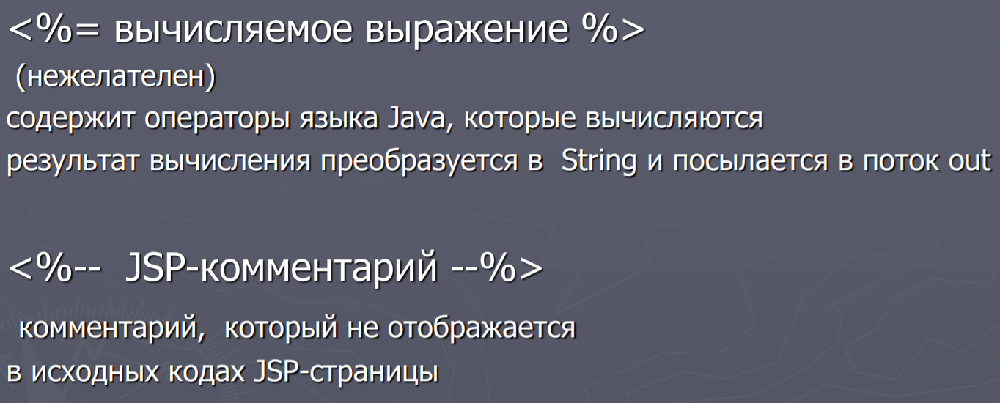 <%= вычисляемое выражение %>
(нежелателен)
содержит операторы языка Java, которые вычисляются
результат вычисления преобразуется в String и посылается в поток out
<%-- JSP-комментарий --%>
комментарий, который не отображается
в исходных кодах JSP-страницы